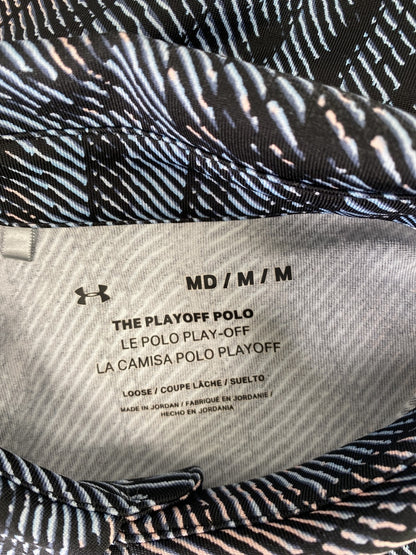 MD / M / M
THE PLAYOFF POLO
LE POLO PLAY-OFF
LA CAMISA POLO PLAYOFF
LOOSE / COUPE LÂCHE / SUELTO
MADE IN JORDAN / FABRIQUÉ EN JORDANIE /
HECHO EN JORDANIA